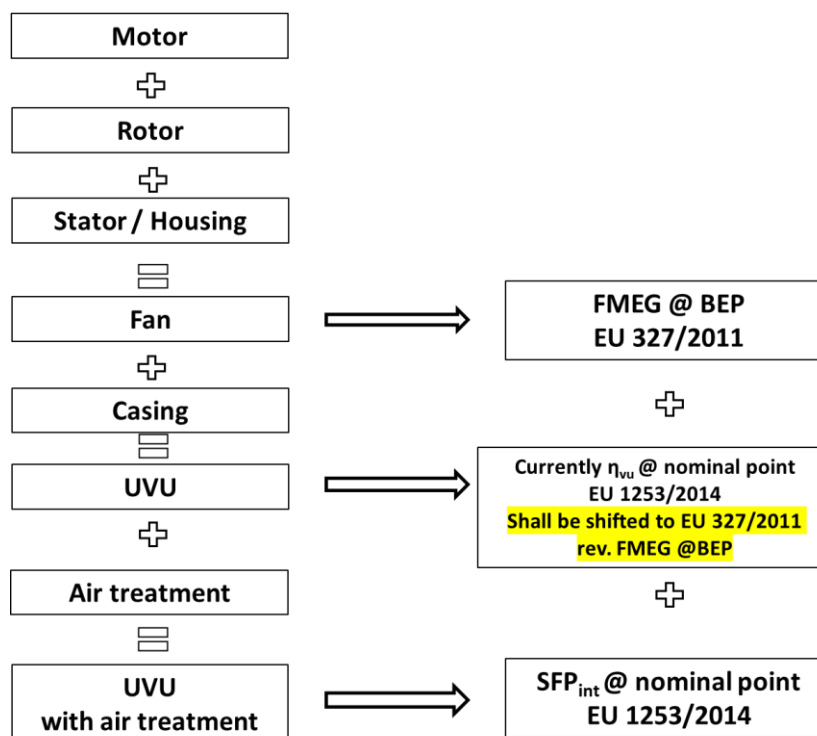 Motor
Rotor
Stator / Housing
Fan
FMEG @ BEP
EU 327/2011
Casing
UVU
Currently ηvu @ nominal point
EU 1253/2014
Shall be shifted to EU 327/2011
rev. FMEG @BEP
Air treatment
UVU
with air treatment
SFPint @ nominal point
EU 1253/2014